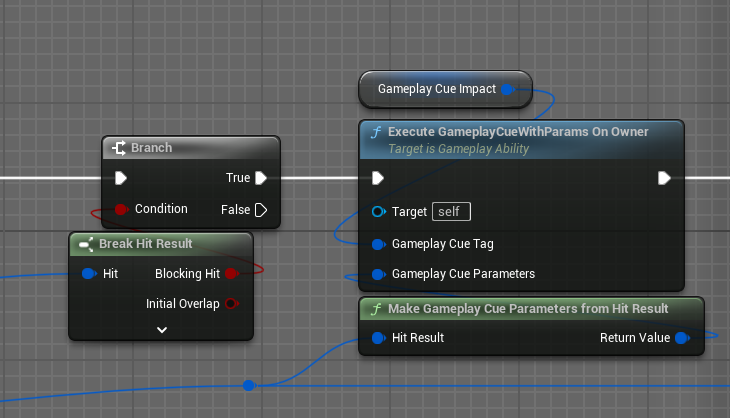 Gameplay Cue Impact
Execute GameplayCueWithParams On Owner
Target is Gameplay Ability
Branch
True
Condition
False
Target self
Gameplay Cue Tag
Gameplay Cue Parameters
Break Hit Result
Hit
Blocking Hit
Initial Overlap
Make Gameplay Cue Parameters from Hit Result
Hit Result
Return Value